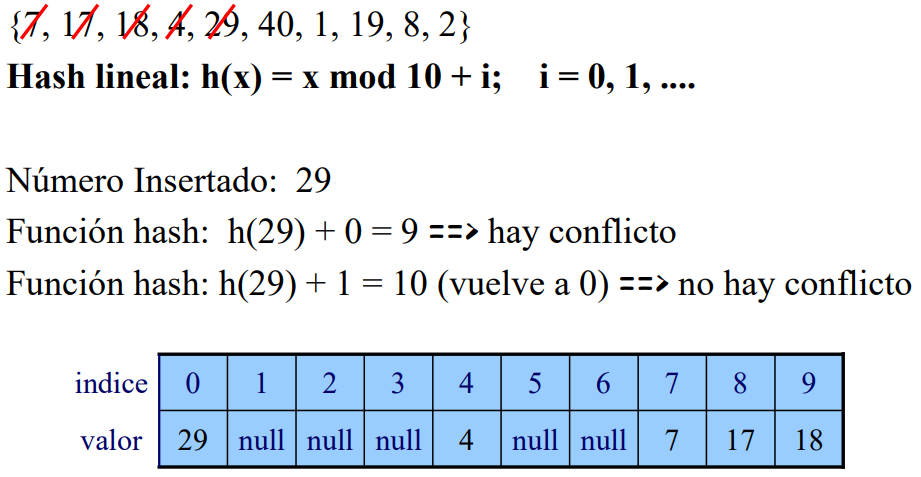 {7, 17, 18, 4, 29, 40, 1, 19, 8, 2}
Hash lineal: h(x) = x mod 10 + i; i = 0, 1, ....
Número Insertado: 29
Función hash: h(29) + 0 = 9 ==> hay conflicto
Función hash: h(29) + 1 = 10 (vuelve a 0) ==> no hay conflicto
indice 0 1 2 3 4 5 6 7 8 9
valor 29 null null null 4 null null 7 17 18